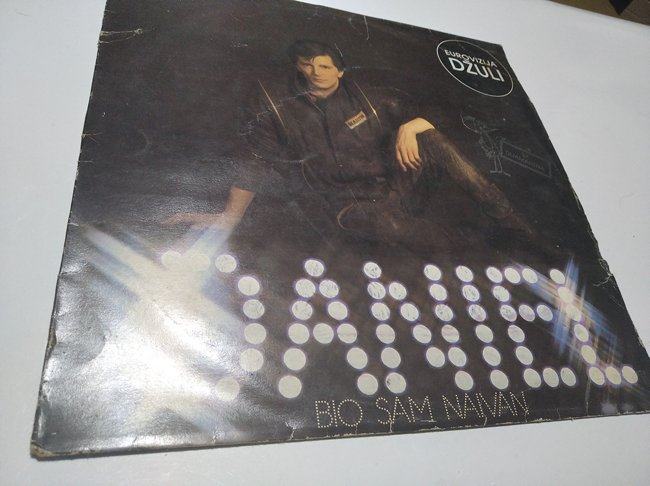 EUROVIZIJA
DŽULI
DANIEL
BIO SAM NAIVAN